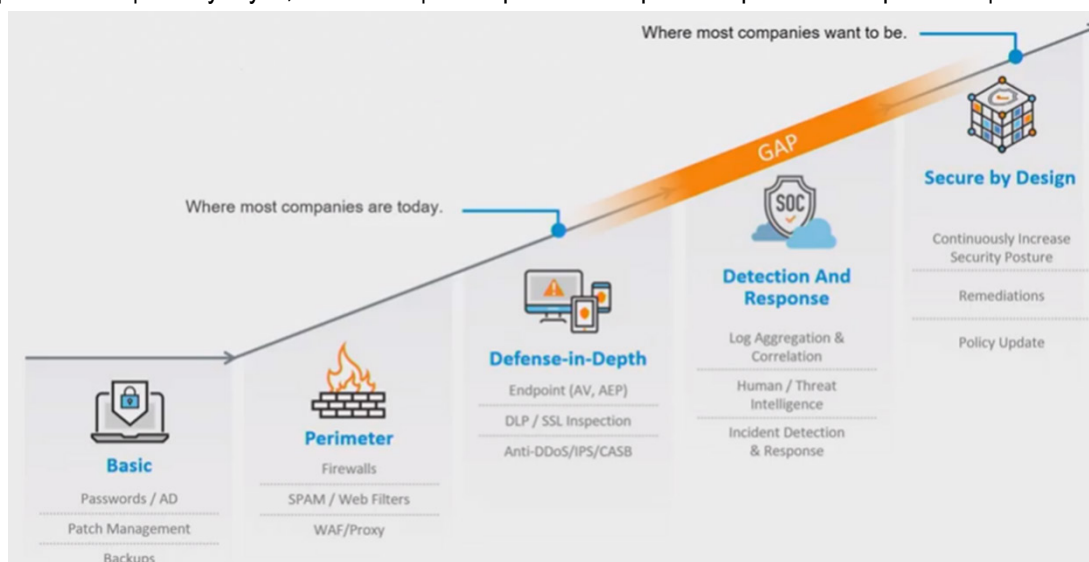 Where most companies want to be.
GAP
Where most companies are today.
SOC
Secure by Design
Continuously Increase
Security Posture
Remediations
Policy Update
Detection And
Response
Log Aggregation &
Correlation
Human / Threat
Intelligence
Incident Detection
& Response
Defense-in-Depth
Endpoint (AV, AEP)
DLP / SSL Inspection
Anti-DDoS/IPS/CASB
Perimeter
Firewalls
SPAM / Web Filters
WAF/Proxy
Basic
Passwords / AD
Patch Management
Backups